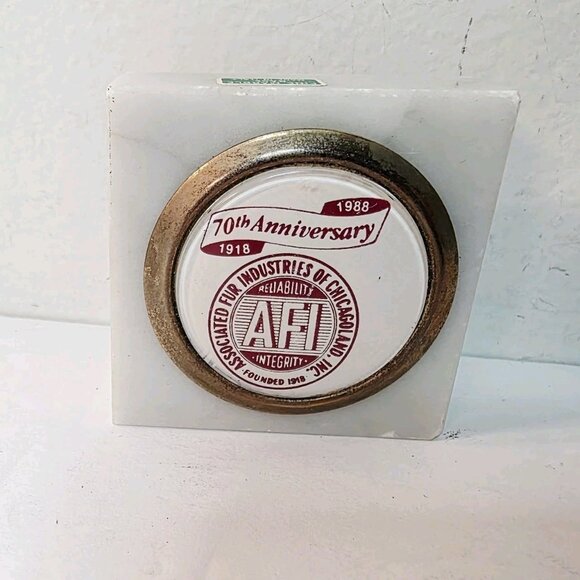 1988
70th Anniversary
1918
ASSOCIATED FUR INDUSTRIES OF CHICAGOLAND, INC.
RELIABILITY
AFI
INTEGRITY
FOUNDED 1918